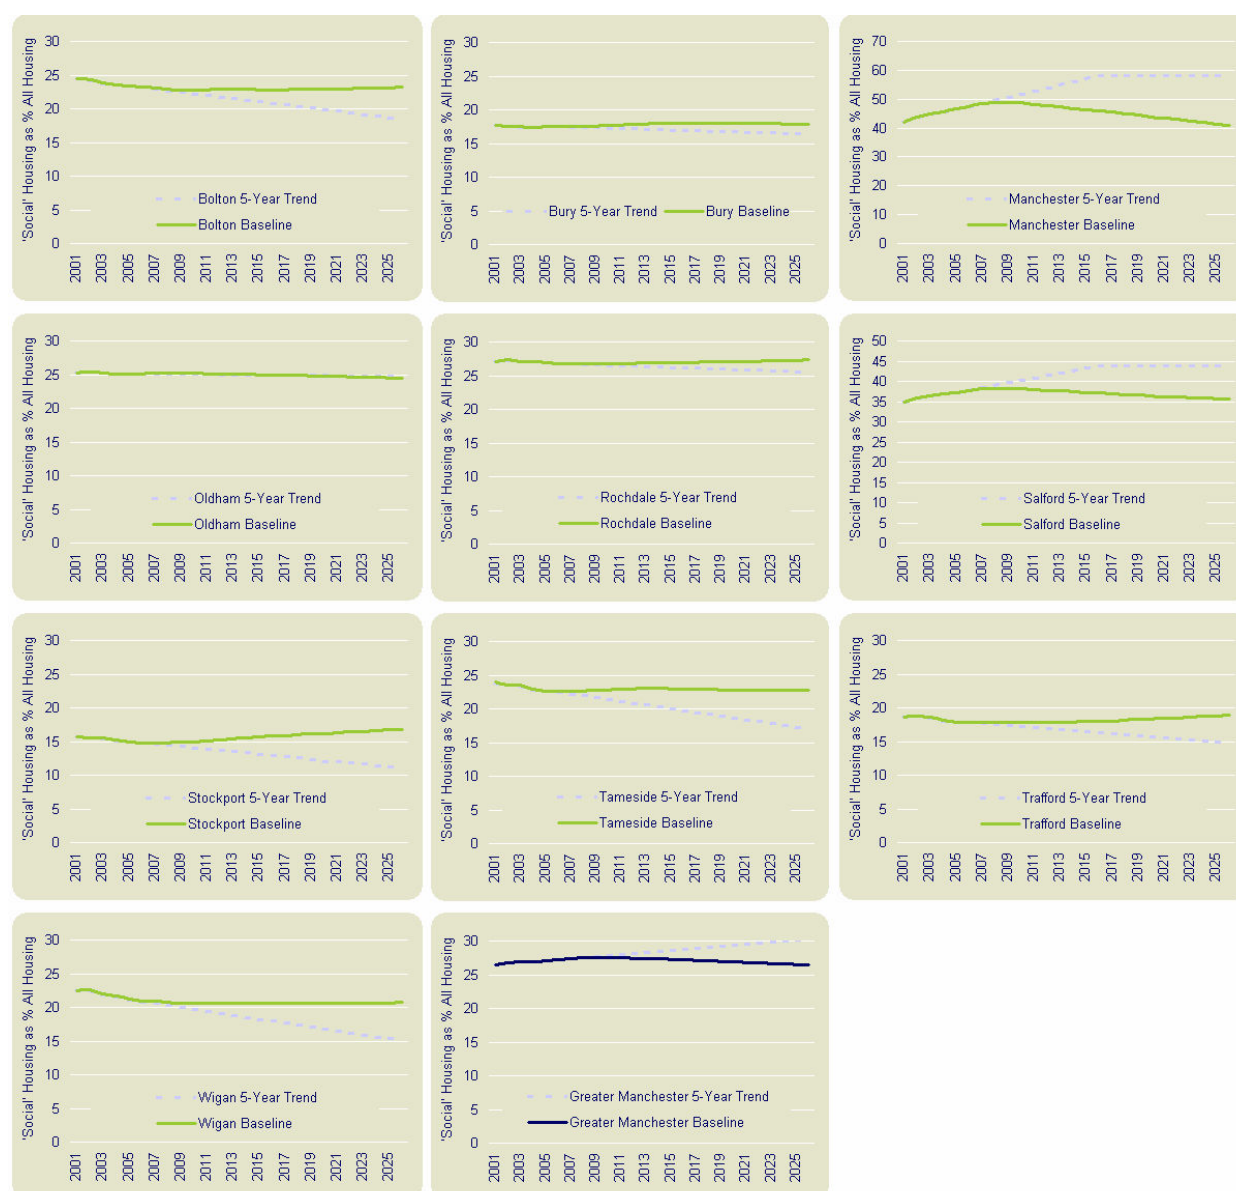 'Social' Housing as % All Housing
30
25
20
15
10
5
0
Bolton 5-Year Trend
Bolton Baseline
2001 2003 2005 2007 2009 2011 2013 2015 2017 2019 2021 2023 2025
'Social' Housing as % All Housing
30
25
20
15
10
5
0
Bury 5-Year Trend Bury Baseline
2001 2003 2005 2007 2009 2011 2013 2015 2017 2019 2021 2023 2025
'Social' Housing as % All Housing
70
60
50
40
30
20
10
0
Manchester 5-Year Trend
Manchester Baseline
2001 2003 2005 2007 2009 2011 2013 2015 2017 2019 2021 2023 2025
'Social' Housing as % All Housing
30
25
20
15
10
5
0
Oldham 5-Year Trend
Oldham Baseline
2001 2003 2005 2007 2009 2011 2013 2015 2017 2019 2021 2023 2025
'Social' Housing as % All Housing
30
25
20
15
10
5
0
Rochdale 5-Year Trend
Rochdale Baseline
2001 2003 2005 2007 2009 2011 2013 2015 2017 2019 2021 2023 2025
'Social' Housing as % All Housing
50
45
40
35
30
25
20
15
10
5
0
Salford 5-Year Trend
Salford Baseline
2001 2003 2005 2007 2009 2011 2013 2015 2017 2019 2021 2023 2025
'Social' Housing as % All Housing
30
25
20
15
10
5
0
Stockport 5-Year Trend
Stockport Baseline
2001 2003 2005 2007 2009 2011 2013 2015 2017 2019 2021 2023 2025
'Social' Housing as % All Housing
30
25
20
15
10
5
0
Tameside 5-Year Trend
Tameside Baseline
2001 2003 2005 2007 2009 2011 2013 2015 2017 2019 2021 2023 2025
'Social' Housing as % All Housing
30
25
20
15
10
5
0
Trafford 5-Year Trend
Trafford Baseline
2001 2003 2005 2007 2009 2011 2013 2015 2017 2019 2021 2023 2025
'Social' Housing as % All Housing
30
25
20
15
10
5
0
Wigan 5-Year Trend
Wigan Baseline
2001 2003 2005 2007 2009 2011 2013 2015 2017 2019 2021 2023 2025
'Social' Housing as % All Housing
30
25
20
15
10
5
0
Greater Manchester 5-Year Trend
Greater Manchester Baseline
2001 2003 2005 2007 2009 2011 2013 2015 2017 2019 2021 2023 2025